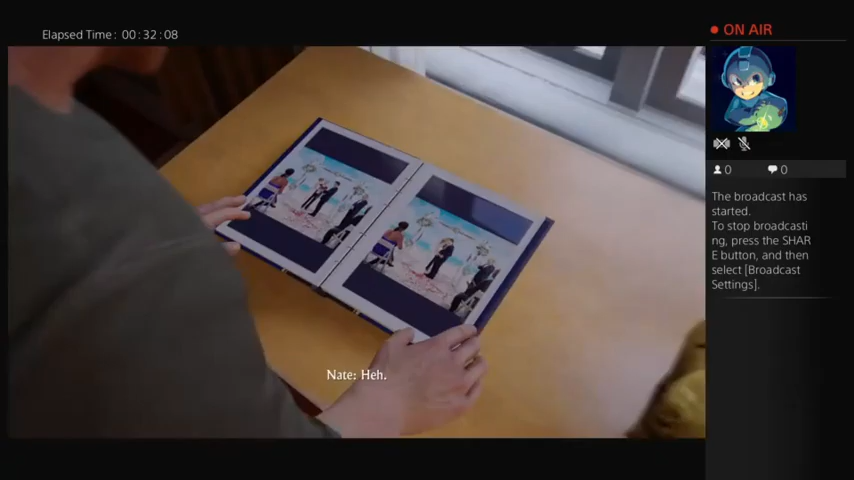 Elapsed Time: 00:32:08
ON AIR
0 0
The broadcast has
started.
To stop broadcasti
ng, press the SHAR
E button, and then
select [Broadcast
Settings].
Nate: Heh.